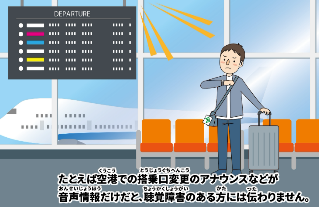 DEPARTURE
たとえば空港での搭乗口変更のアナウンスなどが
音声情報だけだと、聴覚障害のある方には伝わりません。